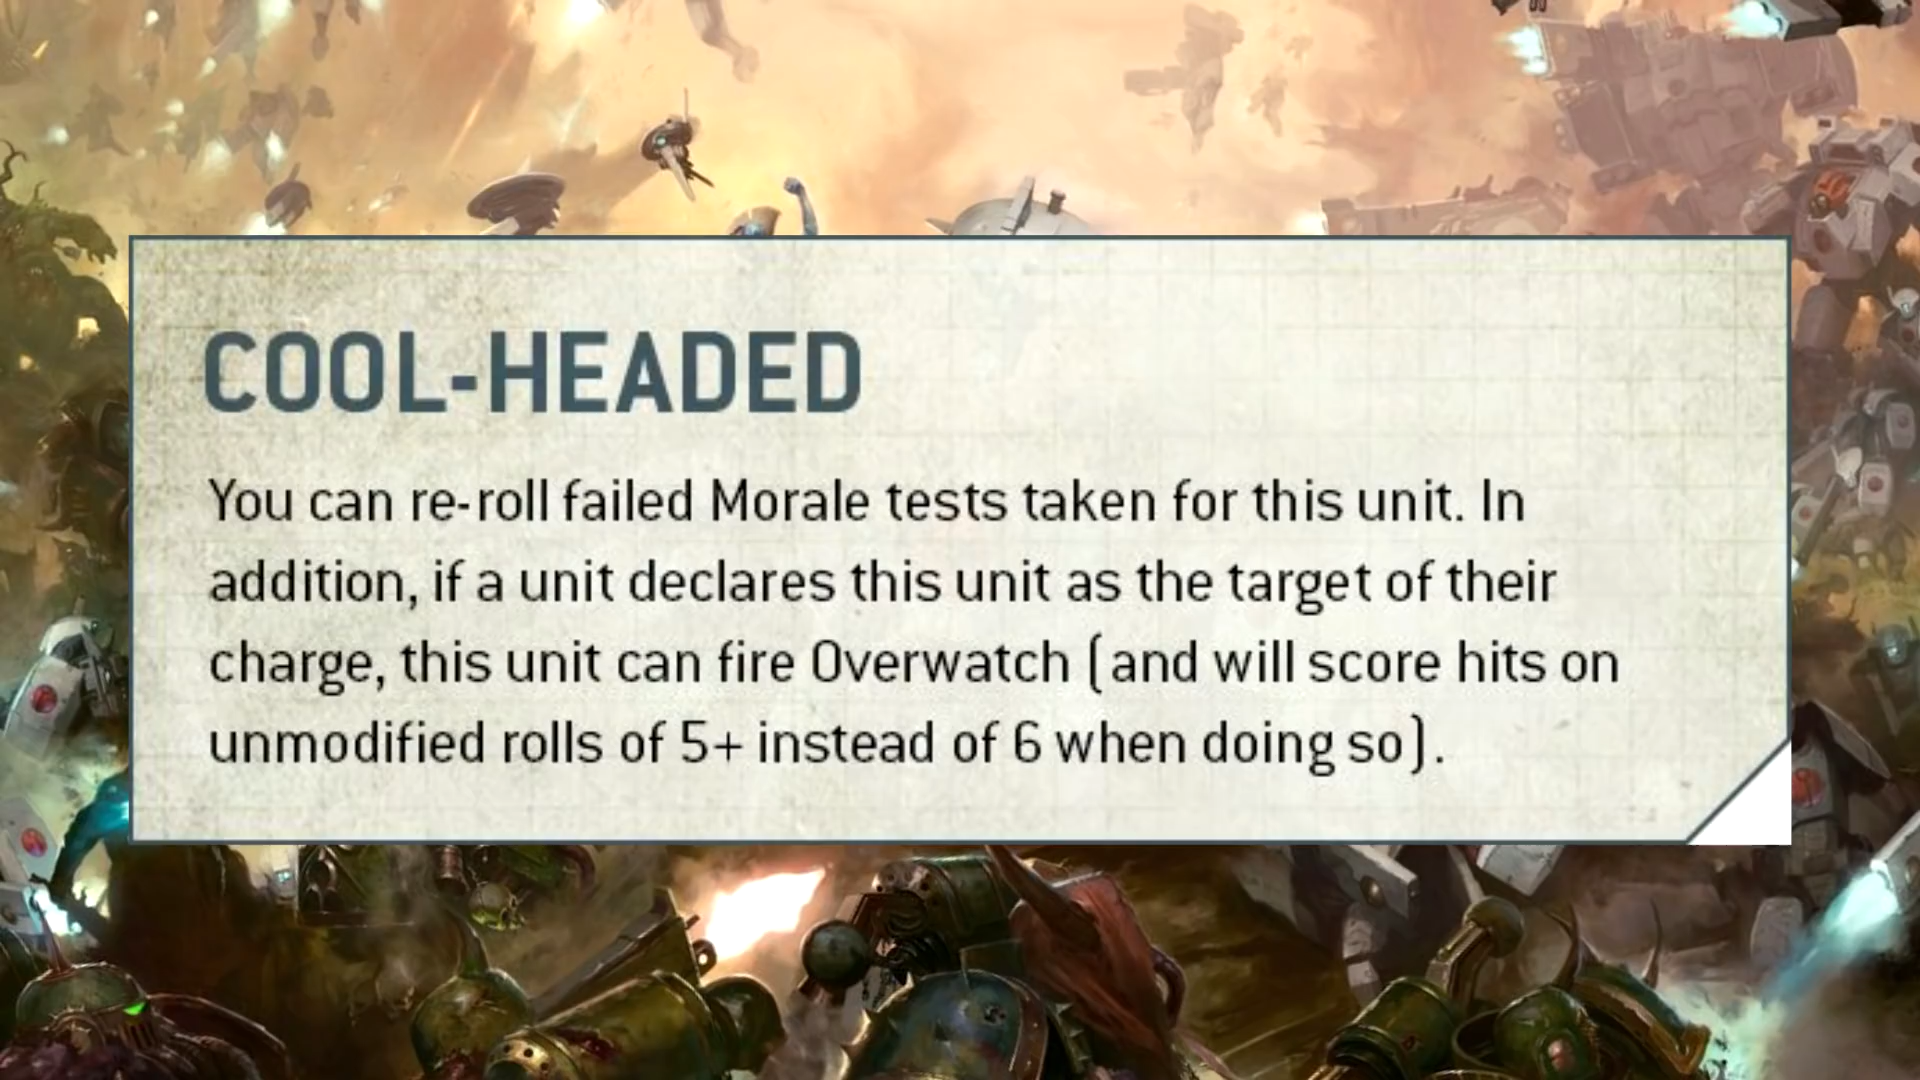 COOL-HEADED
You can re-roll failed Morale tests taken for this unit. In
addition, if a unit declares this unit as the target of their
charge, this unit can fire Overwatch (and will score hits on
unmodified rolls of 5+ instead of 6 when doing so).